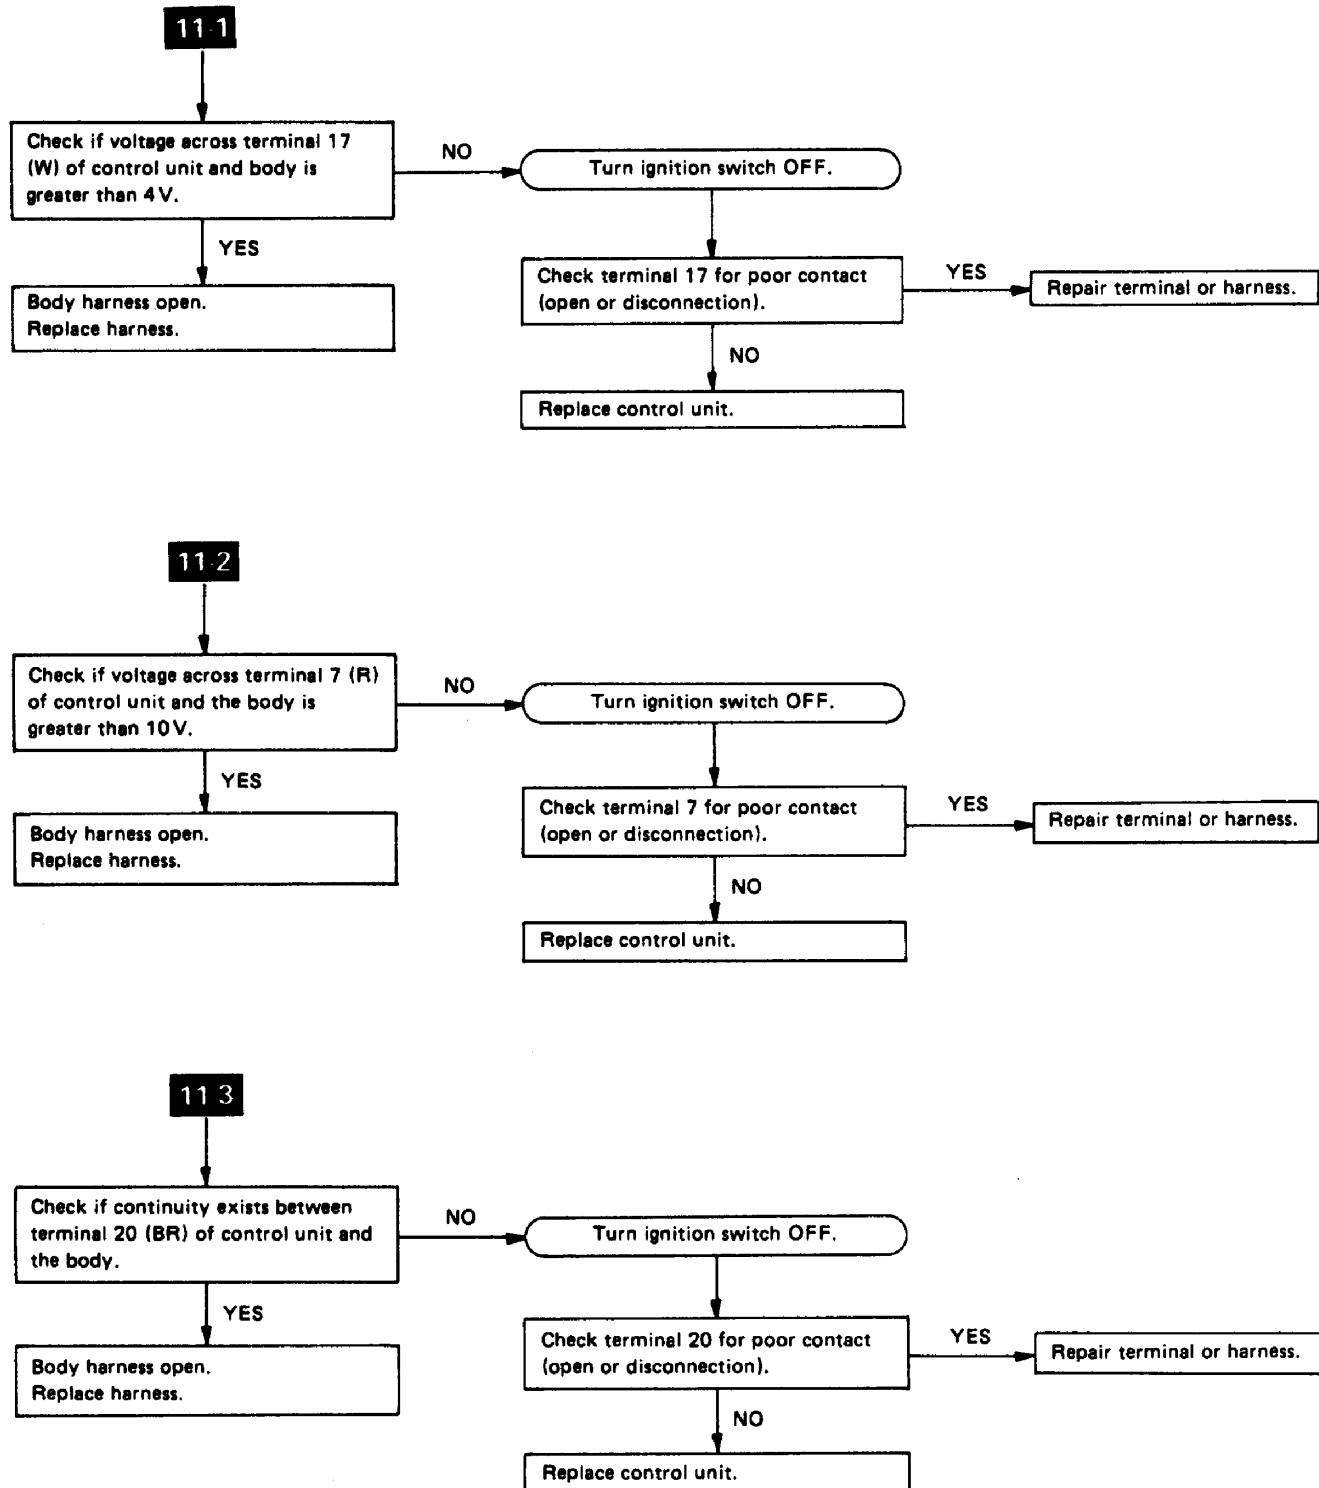 11-1
Check if voltage across terminal 17
(W) of control unit and body is
greater than 4V.
NO
Turn ignition switch OFF.
YES
Body harness open.
Replace harness.
Check terminal 17 for poor contact
(open or disconnection).
YES
Repair terminal or harness.
NO
Replace control unit.
11-2
Check if voltage across terminal 7 (R)
of control unit and the body is
greater than 10V.
NO
Turn ignition switch OFF.
YES
Body harness open.
Replace harness.
Check terminal 7 for poor contact
(open or disconnection).
YES
Repair terminal or harness.
NO
Replace control unit.
11 3
Check if continuity exists between
terminal 20 (BR) of control unit and
the body.
NO
Turn ignition switch OFF.
YES
Body harness open.
Replace harness.
Check terminal 20 for poor contact
(open or disconnection).
YES
Repair terminal or harness.
NO
Replace control unit.